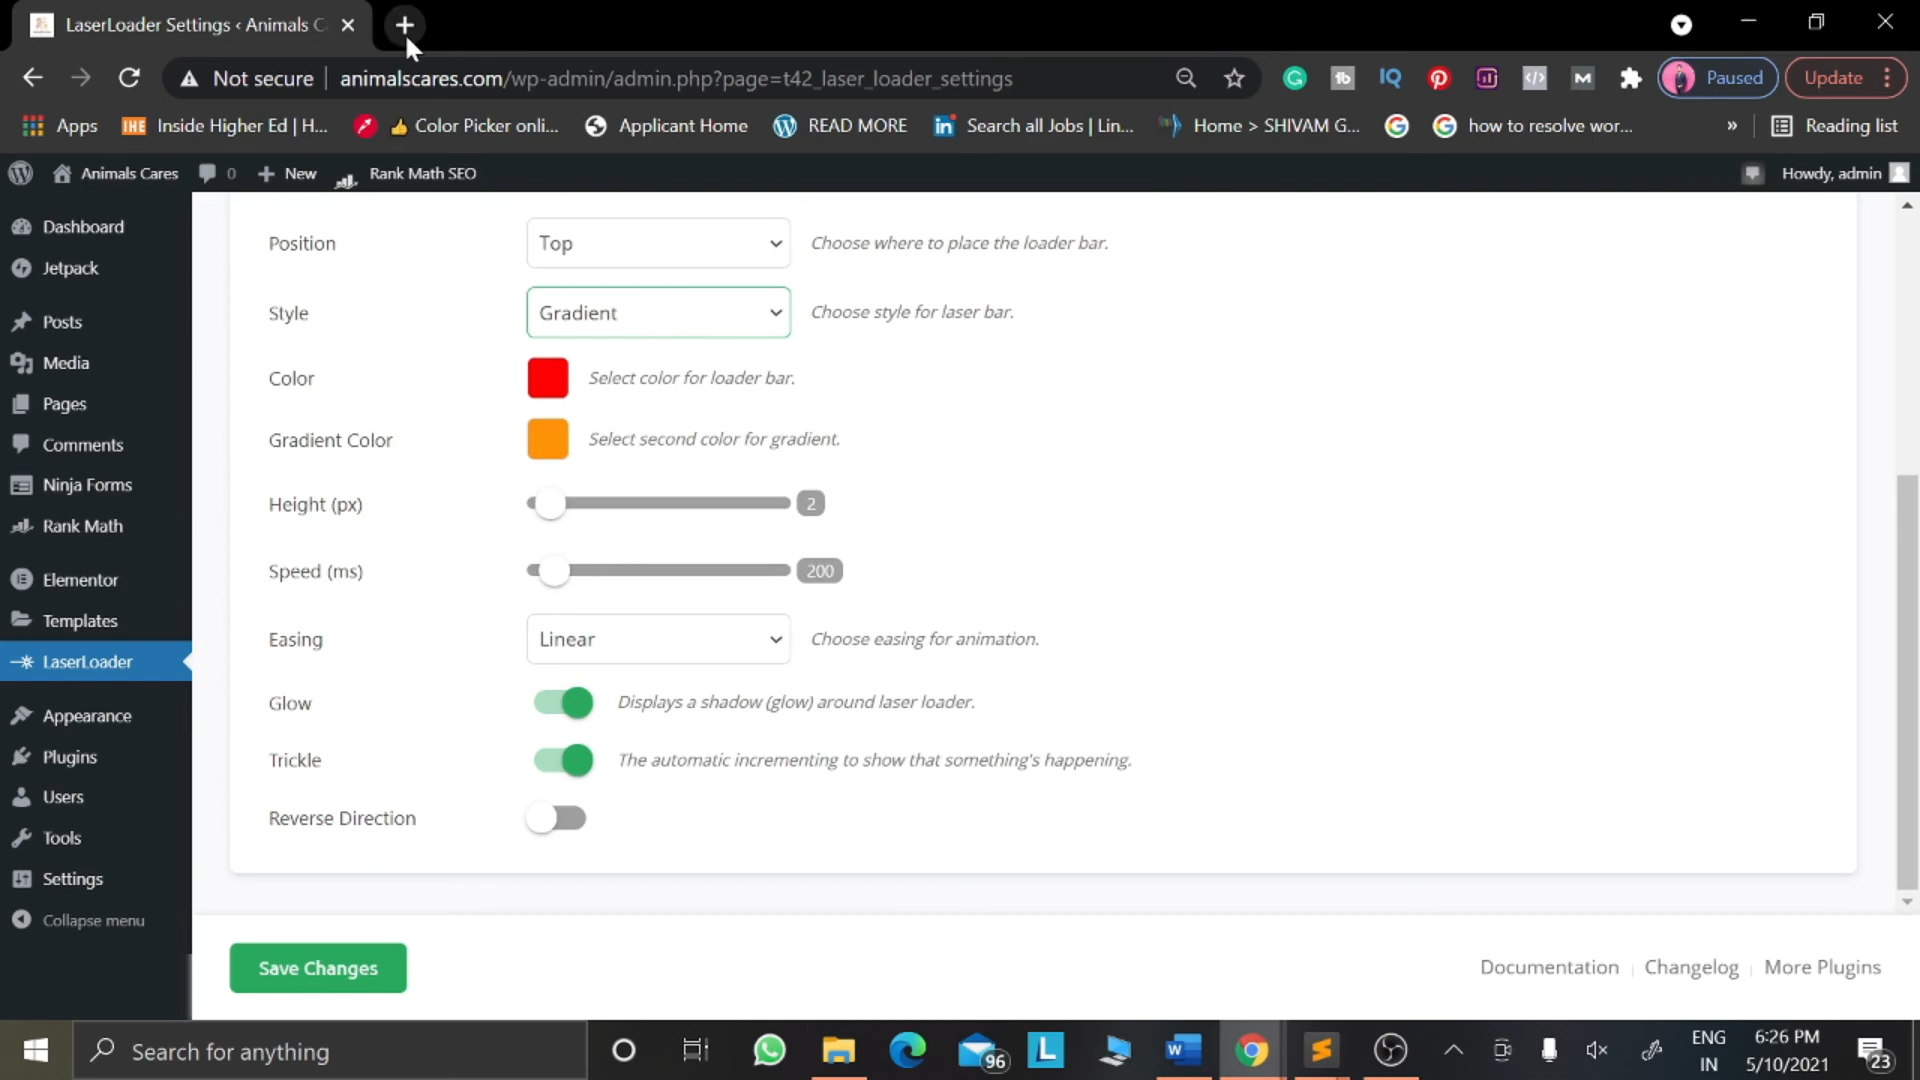 LaserLoader Settings ‹ Animals C
Not secure | animalscares.com/wp-admin/admin.php?page=t42_laser_loader_settings
Paused
Update
Apps
IHE Inside Higher Ed | H...
Color Picker onli...
Applicant Home
READ MORE
Search all Jobs | Lin...
Home > SHIVAM G...
how to resolve wor...
»
Reading list
Animals Cares
0
New
Rank Math SEO
Howdy, admin
Dashboard
Jetpack
Posts
Media
Pages
Comments
Ninja Forms
Rank Math
Elementor
Templates
LaserLoader
Appearance
Plugins
Users
Tools
Settings
Collapse menu
Position
Top
Choose where to place the loader bar.
Style
Gradient
Choose style for laser bar.
Color
Select color for loader bar.
Gradient Color
Select second color for gradient.
Height (px)
2
Speed (ms)
200
Easing
Linear
Choose easing for animation.
Glow
Displays a shadow (glow) around laser loader.
Trickle
The automatic incrementing to show that something's happening.
Reverse Direction
Save Changes
Documentation
Changelog
More Plugins
Search for anything
96
ENG
IN
6:26 PM
5/10/2021
23